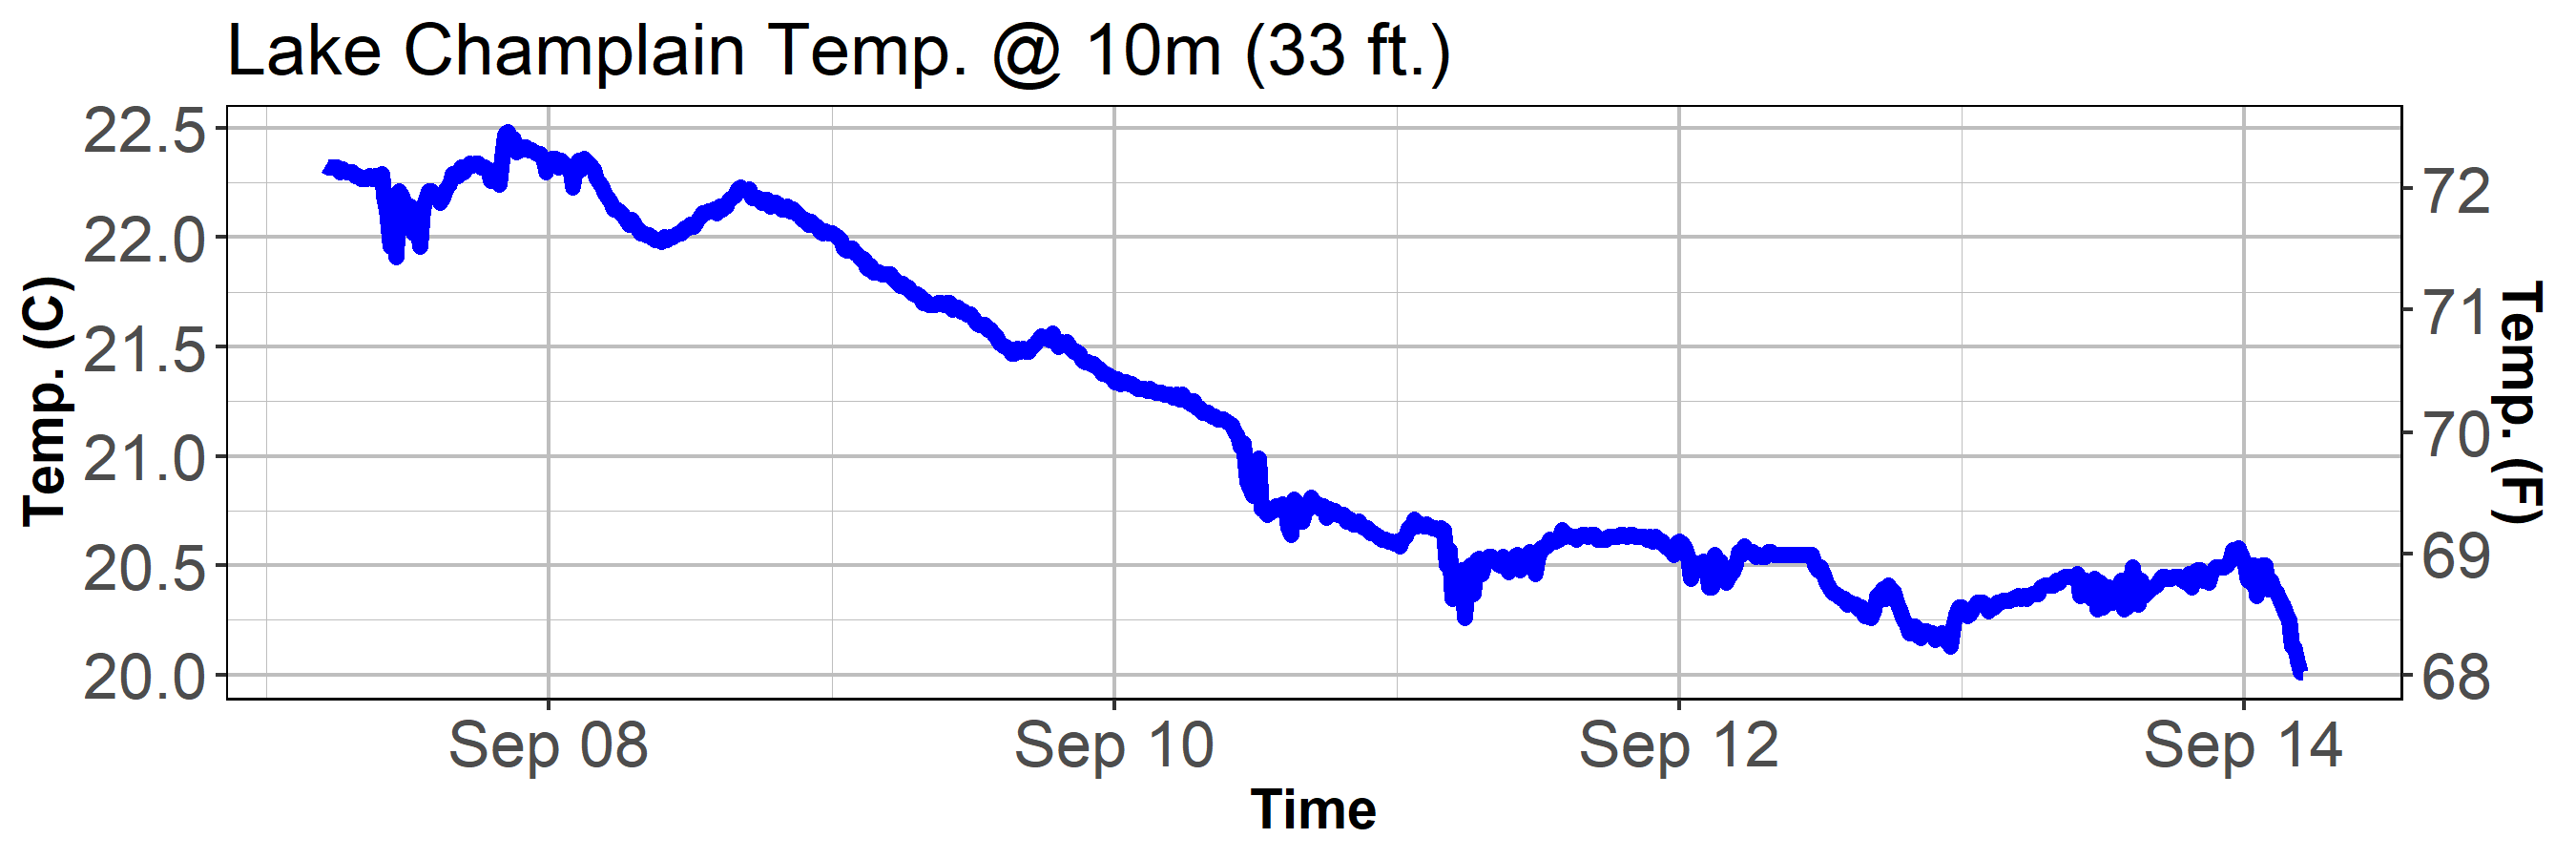 Lake Champlain Temp. @ 10m (33 ft.)
Temp. (C)
22.5
22.0
21.5
21.0
20.5
20.0
72
71
70
69
68
Temp. (F)
Sep 08
Sep 10
Sep 12
Sep 14
Time